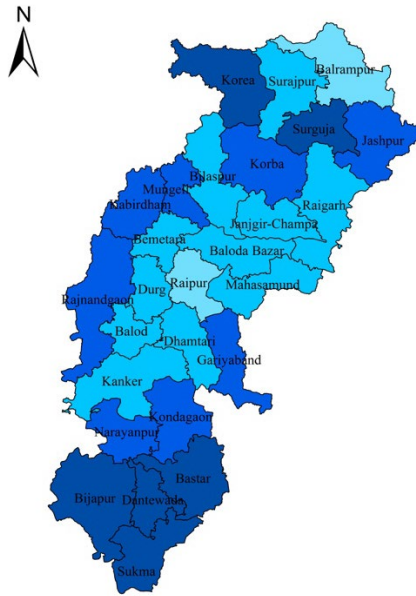 N
Balrampur
Korea
Surajpur
Surguja
Jashpur
Korba
Bilaspur
Mungeli
Kabirdham
Raigarh
Janjgir-Champa
Bemetara
Baloda Bazar
Rajnandgaon
Durg
Raipur
Mahasamund
Balod
Dhamtari
Gariyaband
Kanker
Kondagaon
Narayanpur
Bastar
Bijapur
Dantewada
Sukma